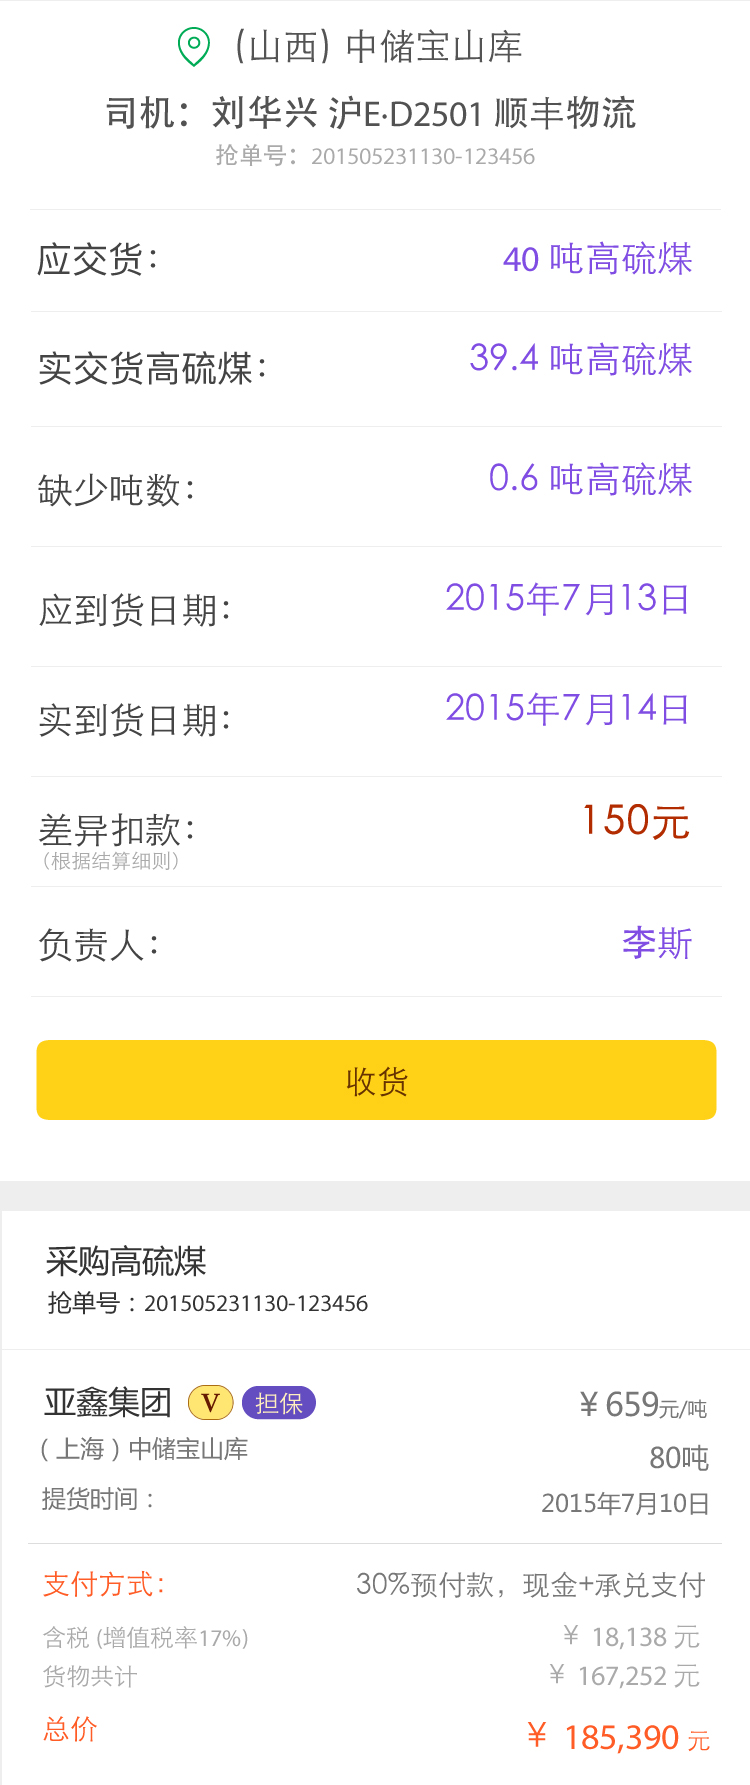 (山西) 中储宝山库
司机：刘华兴 沪E·D2501 顺丰物流
抢单号：201505231130-123456
应交货： 40 吨高硫煤
实交货高硫煤： 39.4 吨高硫煤
缺少吨数： 0.6 吨高硫煤
应到货日期： 2015年7月13日
实到货日期： 2015年7月14日
差异扣款： 150元
（根据结算细则）
负责人： 李斯
收货
采购高硫煤
抢单号：201505231130-123456
亚鑫集团 V 担保 ¥ 659元/吨
( 上海 ) 中储宝山库 80吨
提货时间： 2015年7月10日
支付方式： 30%预付款，现金+承兑支付
含税 (增值税率17%) ¥ 18,138 元
货物共计 ¥ 167,252 元
总价 ¥ 185,390 元